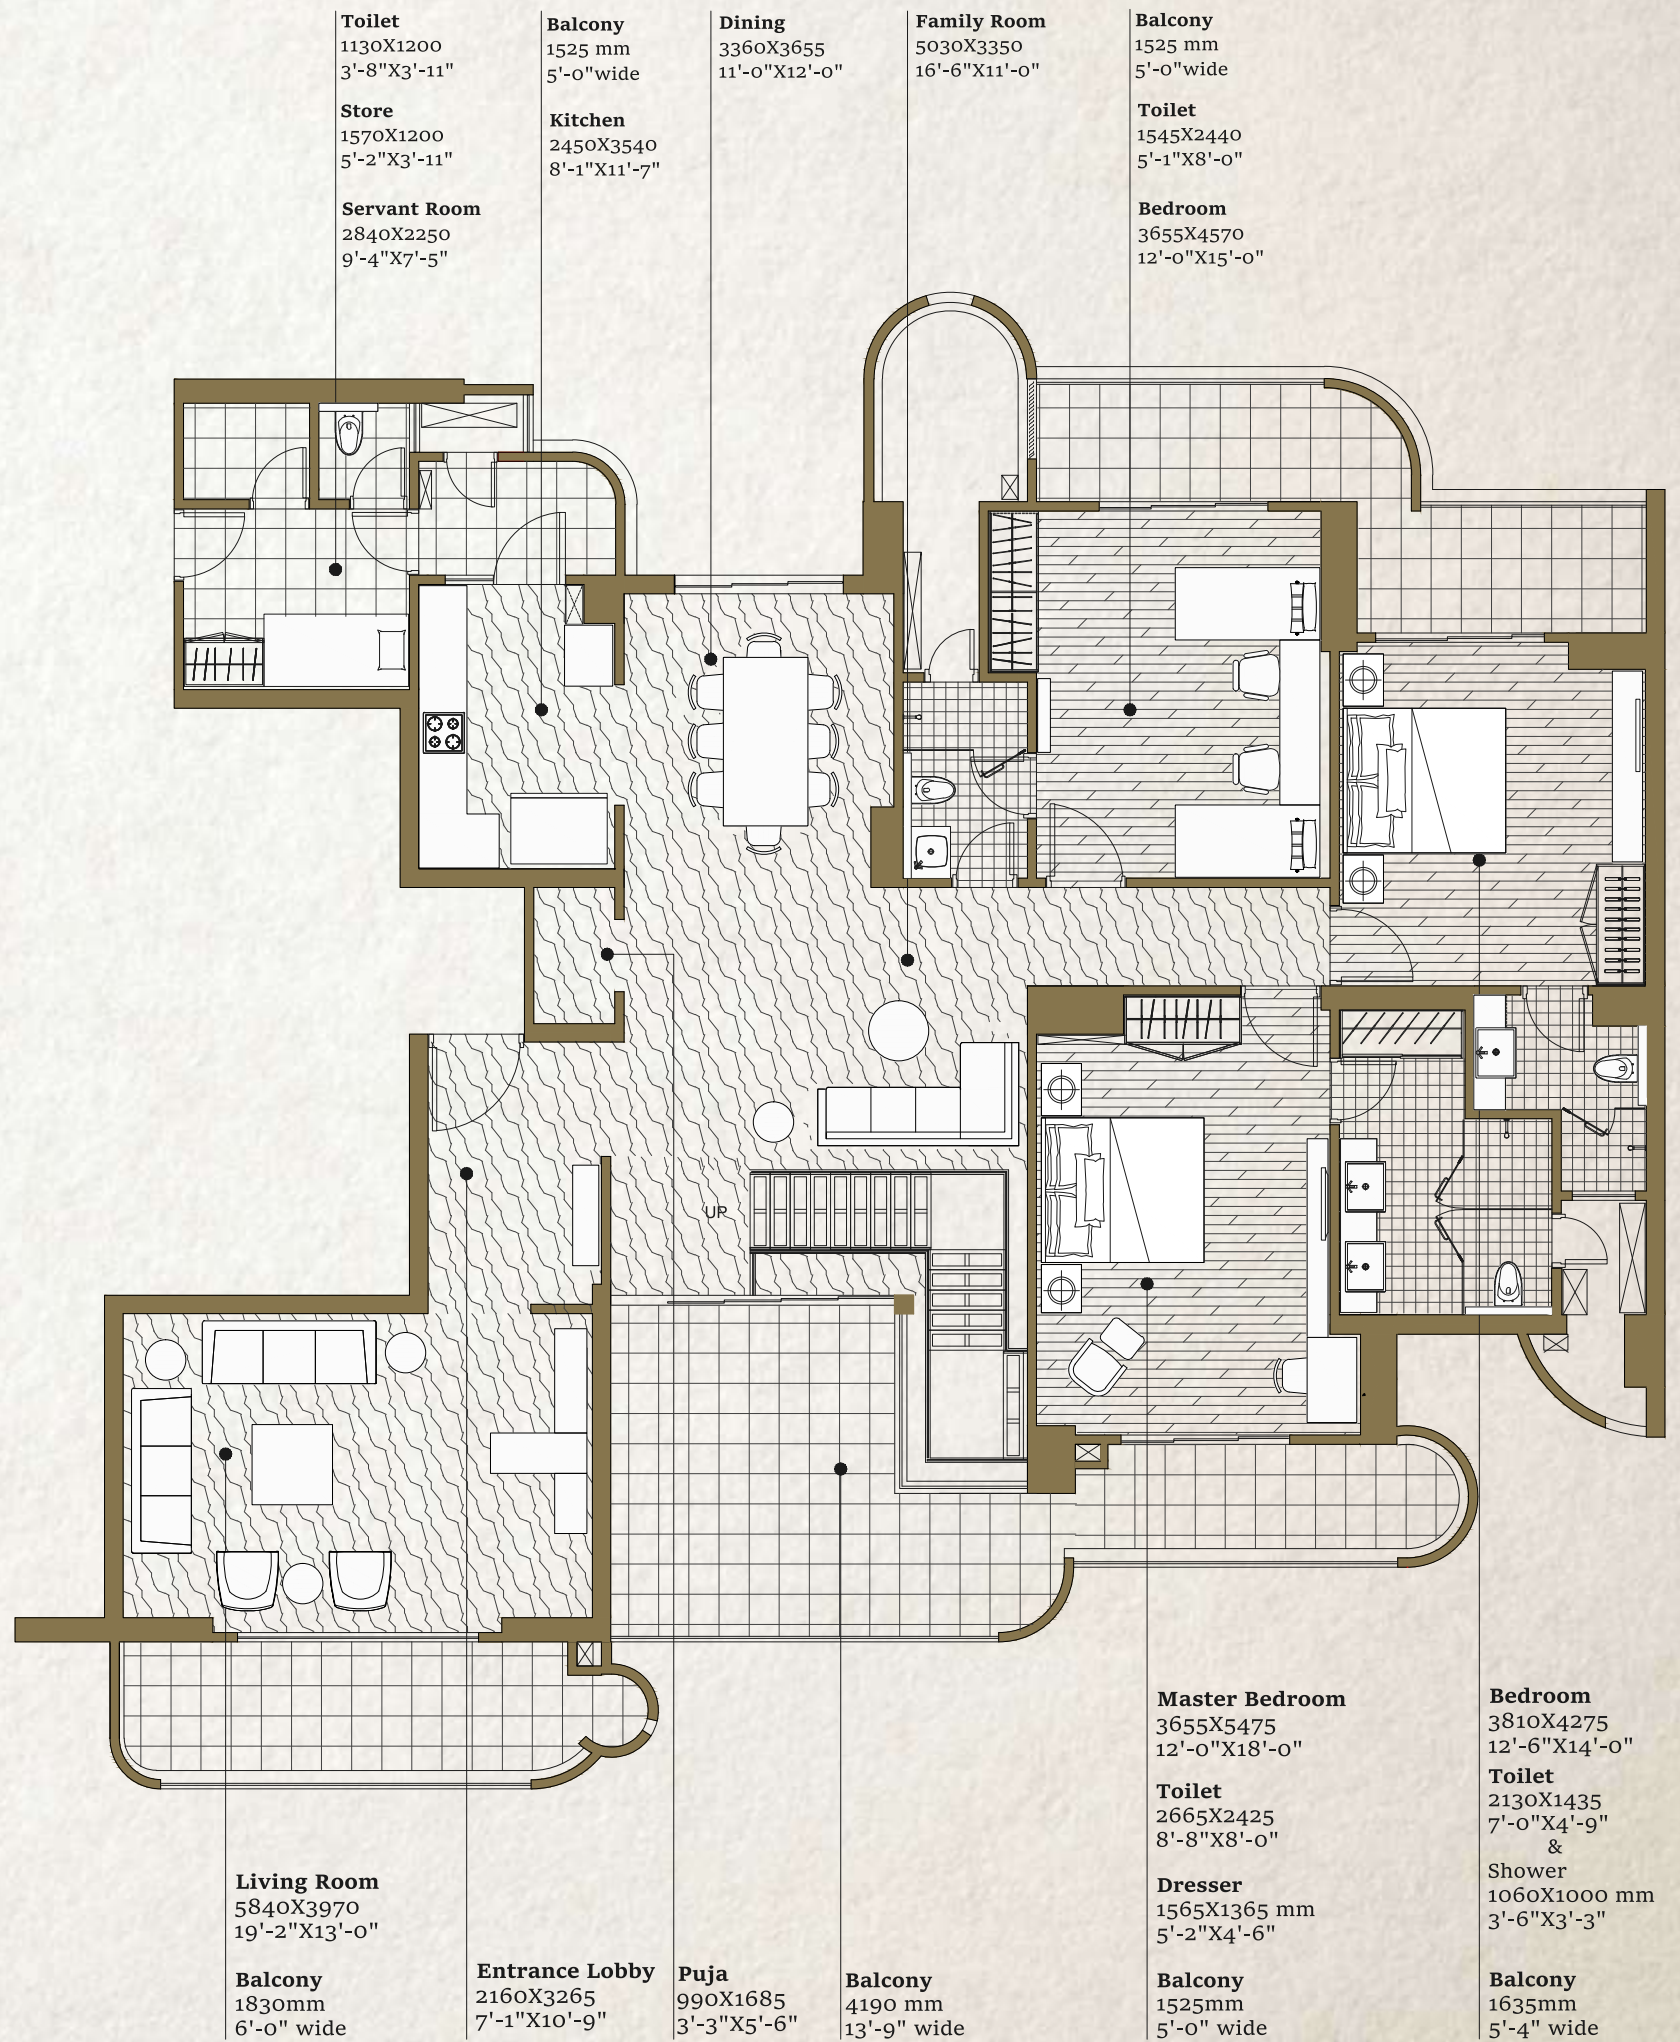 Toilet
1130X1200
3'-8"X3'-11"
Store
1570X1200
5'-2"X3'-11"
Servant Room
2840X2250
9'-4"X7'-5"
Balcony
1525 mm
5'-0"wide
Kitchen
2450X3540
8'-1"X11'-7"
Dining
3360X3655
11'-0"X12'-0"
Family Room
5030X3350
16'-6"X11'-0"
Balcony
1525 mm
5'-0"wide
Toilet
1545X2440
5'-1"X8'-0"
Bedroom
3655X4570
12'-0"X15'-0"
UP
Living Room
5840X3970
19'-2"X13'-0"
Balcony
1830mm
6'-0" wide
Entrance Lobby
2160X3265
7'-1"X10'-9"
Puja
990X1685
3'-3"X5'-6"
Balcony
4190 mm
13'-9" wide
Master Bedroom
3655X5475
12'-0"X18'-0"
Toilet
2665X2425
8'-8"X8'-0"
Dresser
1565X1365 mm
5'-2"X4'-6"
Balcony
1525mm
5'-0" wide
Bedroom
3810X4275
12'-6"X14'-0"
Toilet
2130X1435
7'-0"X4'-9"
&
Shower
1060X1000 mm
3'-6"X3'-3"
Balcony
1635mm
5'-4" wide